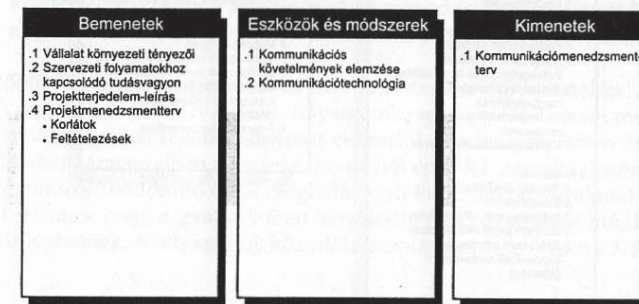 Bemenetek
.1 Vállalat környezeti tényezői
.2 Szervezeti folyamatokhoz
kapcsolódó tudásvagyon
.3 Projektterjedelem-leírás
.4 Projektmenedzsmentterv
• Korlátok
• Feltételezések
Eszközök és módszerek
.1 Kommunikációs
követelmények elemzése
.2 Kommunikációtechnológia
Kimenetek
.1 Kommunikációmenedzsment-
terv